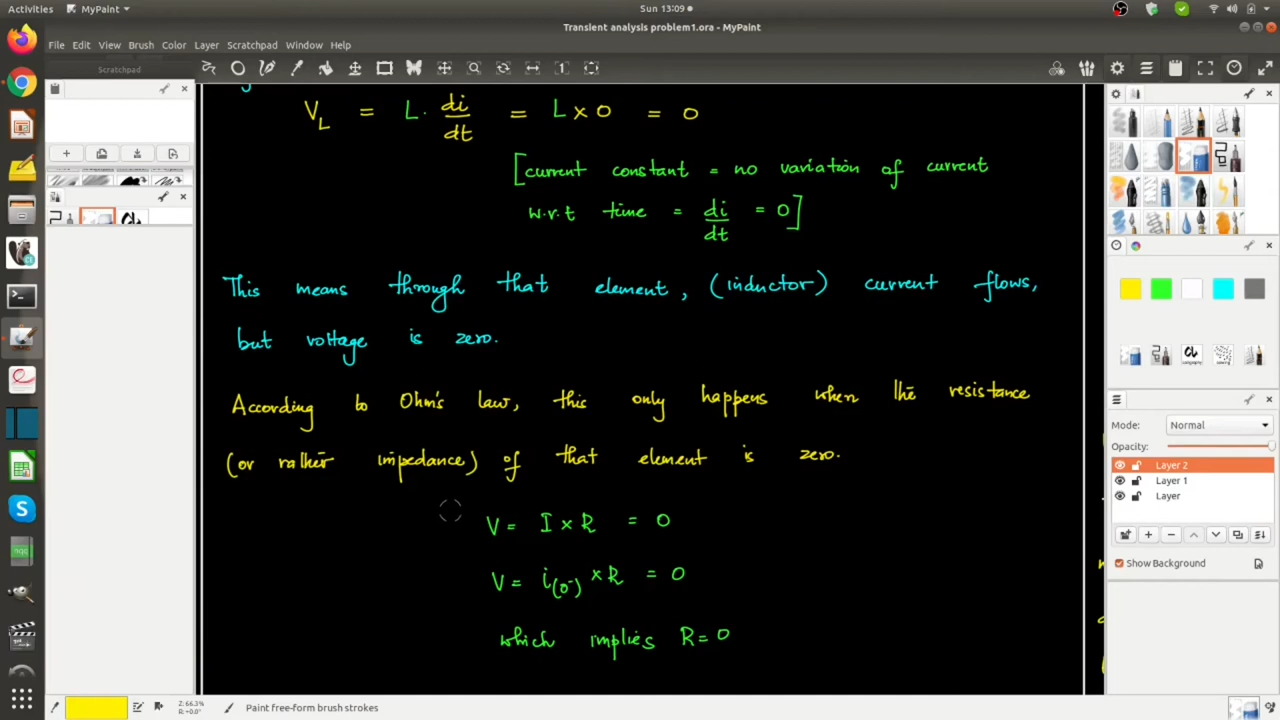 Activities
MyPaint
Sun 13:09
Transient analysis problem1.ora - MyPaint
File Edit View Brush Color Layer Scratchpad Window Help
Scratchpad
V_L = L. di/dt = L x 0 = 0
[current constant = no variation of current
w.r.t time = di/dt = 0]
This means through that element, (inductor) current flows,
but voltage is zero.
According to Ohm's law, this only happens when the resistance
(or rather impedance) of that element is zero.
V = I x R = 0
V = i(0-) x R = 0
which implies R = 0
Mode: Normal
Opacity:
Layer 2
Layer 1
Layer
Show Background
Z: 66.3%
R: +0.0°
Paint free-form brush strokes